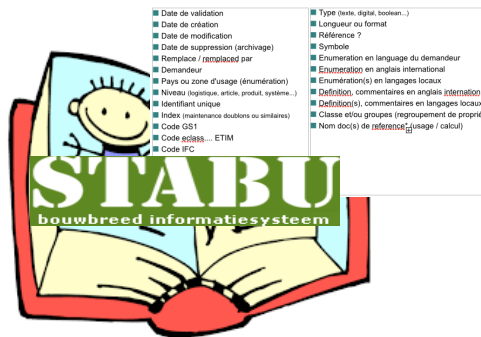 Date de validation
Date de création
Date de modification
Date de suppression (archivage)
Remplace / remplaced par
Demandeur
Pays ou zone d'usage (énumération)
Niveau (logistique, article, produit, système...)
Identifiant unique
Index (maintenance doublons ou similaires)
Code GS1
Code eclass.... ETIM
Code IFC
Type (texte, digital, boolean...)
Longueur ou format
Référence ?
Symbole
Enumeration en language du demandeur
Enumeration en anglais international
Enumération(s) en langages locaux
Definition, commentaires en anglais internation
Definition(s), commentaires en langages locaux
Classe et/ou groupes (regroupement de proprié
Nom doc(s) de reference" (usage / calcul)
STABU
bouwbreed informatiesysteem